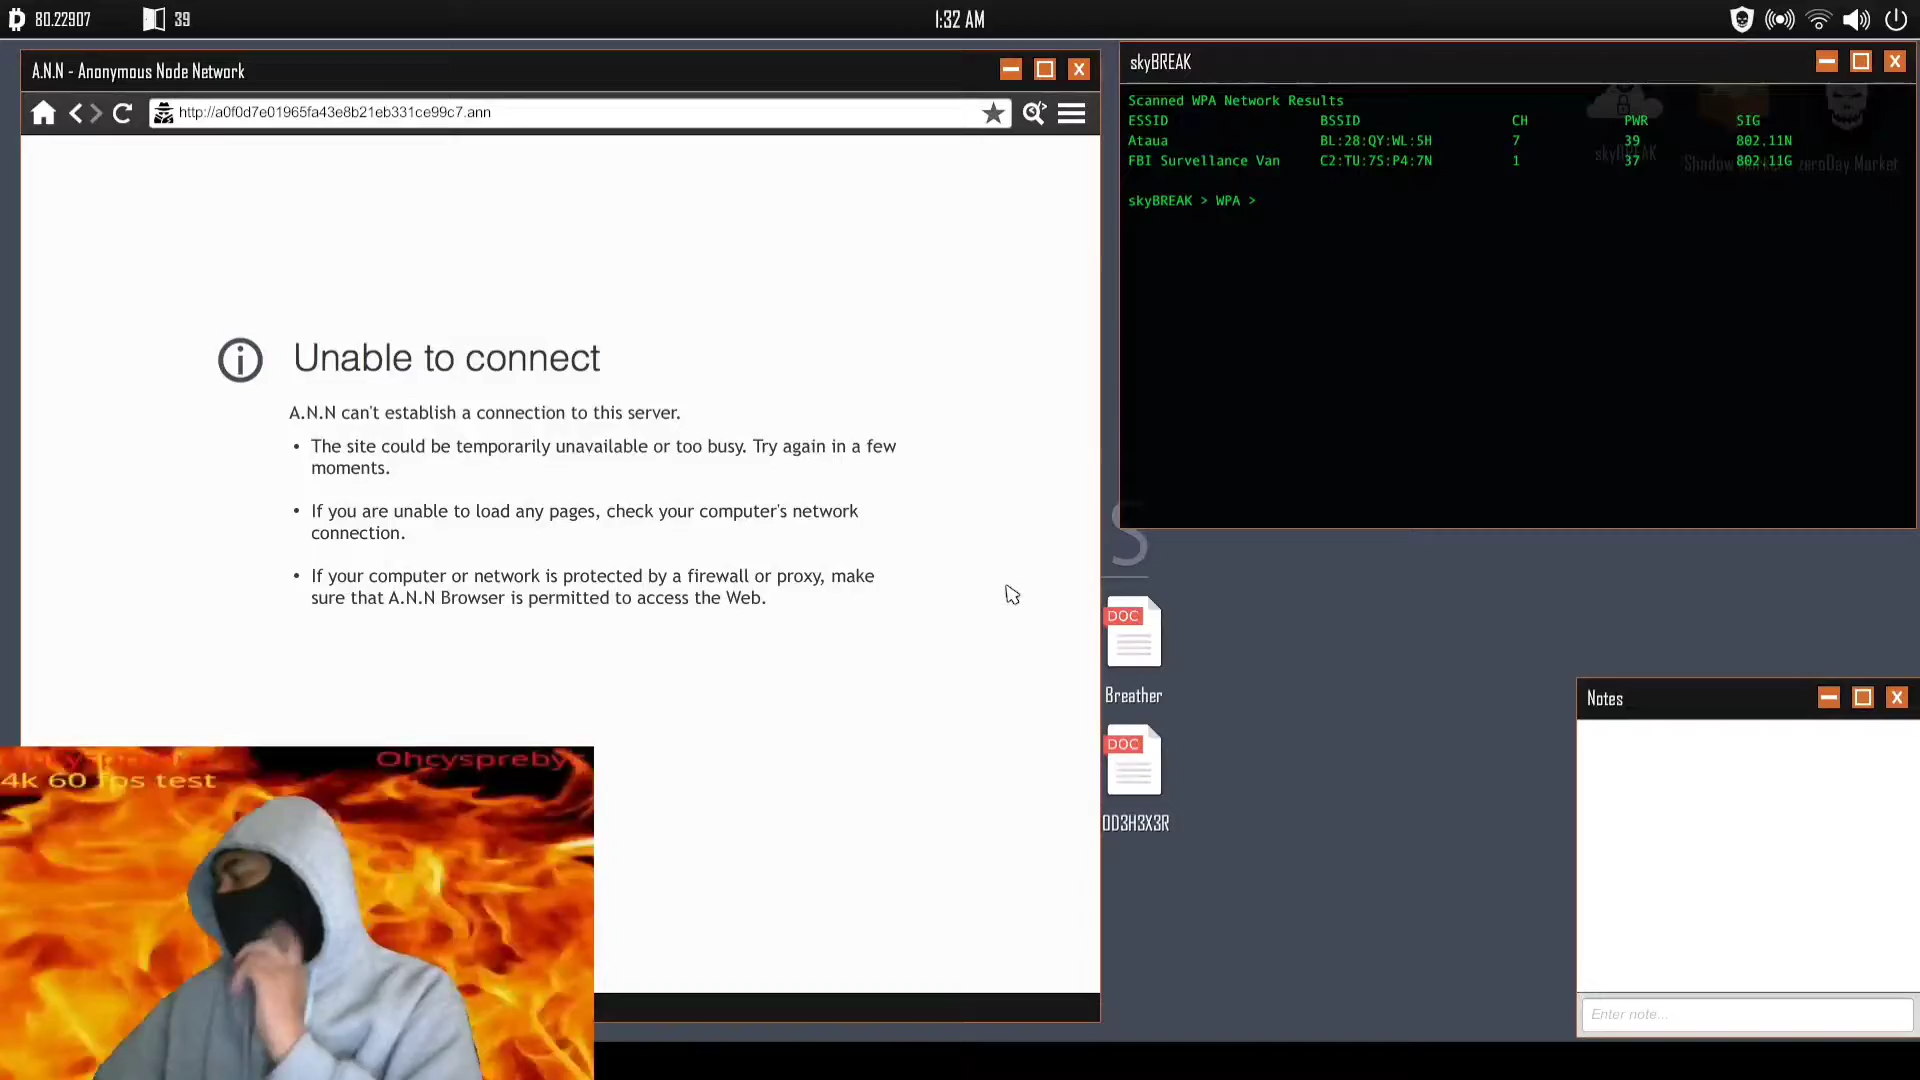 80.22907
39
1:32 AM
A.N.N - Anonymous Node Network
http://a0f0d7e01965fa43e8b21eb331ce99c7.ann
Unable to connect
A.N.N can't establish a connection to this server.
• The site could be temporarily unavailable or too busy. Try again in a few
moments.
• If you are unable to load any pages, check your computer's network
connection.
• If your computer or network is protected by a firewall or proxy, make
sure that A.N.N Browser is permitted to access the Web.
skyBREAK
Scanned WPA Network Results
ESSID BSSID CH PWR SIG
Ataua BL:28:QY:WL:5H 7 39 802.11N
FBI Survellance Van C2:TU:7S:P4:7N 1 37 802.11G
skyBREAK > WPA >
skyBREAK
Shadow
zeroDay Market
S
DOC
Breather
DOC
0D3H3X3R
Notes
Enter note...
Ohcyspreby
4k 60 fps test